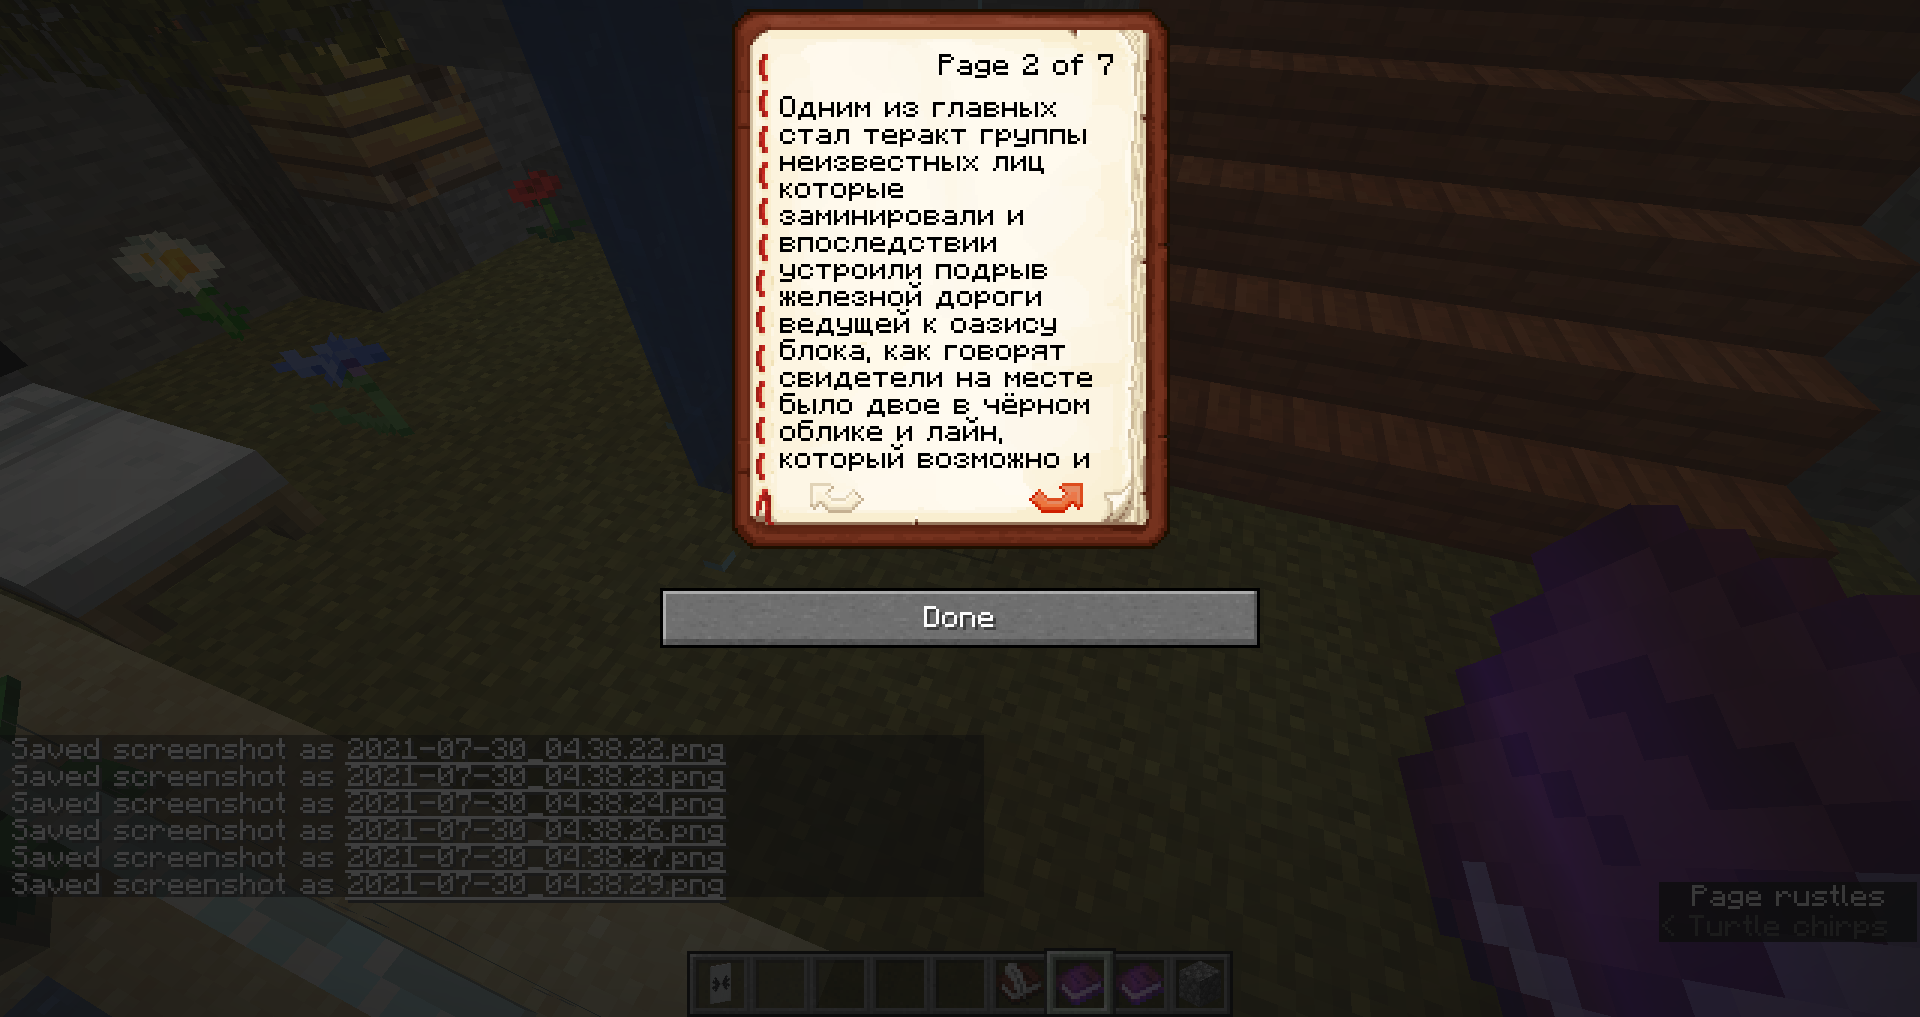 Page 2 of 7
Одним из главных
стал теракт группы
неизвестных лиц
которые
заминировали и
впоследствии
устроили подрыв
железной дороги
ведущей к оазису
блока, как говорят
свидетели на месте
было двое в чёрном
облике и лайн,
который возможно и
Done
Saved screenshot as 2021-07-30_04.38.22.png
Saved screenshot as 2021-07-30_04.38.23.png
Saved screenshot as 2021-07-30_04.38.24.png
Saved screenshot as 2021-07-30_04.38.26.png
Saved screenshot as 2021-07-30_04.38.27.png
Saved screenshot as 2021-07-30_04.38.29.png
Page rustles
< Turtle chirps